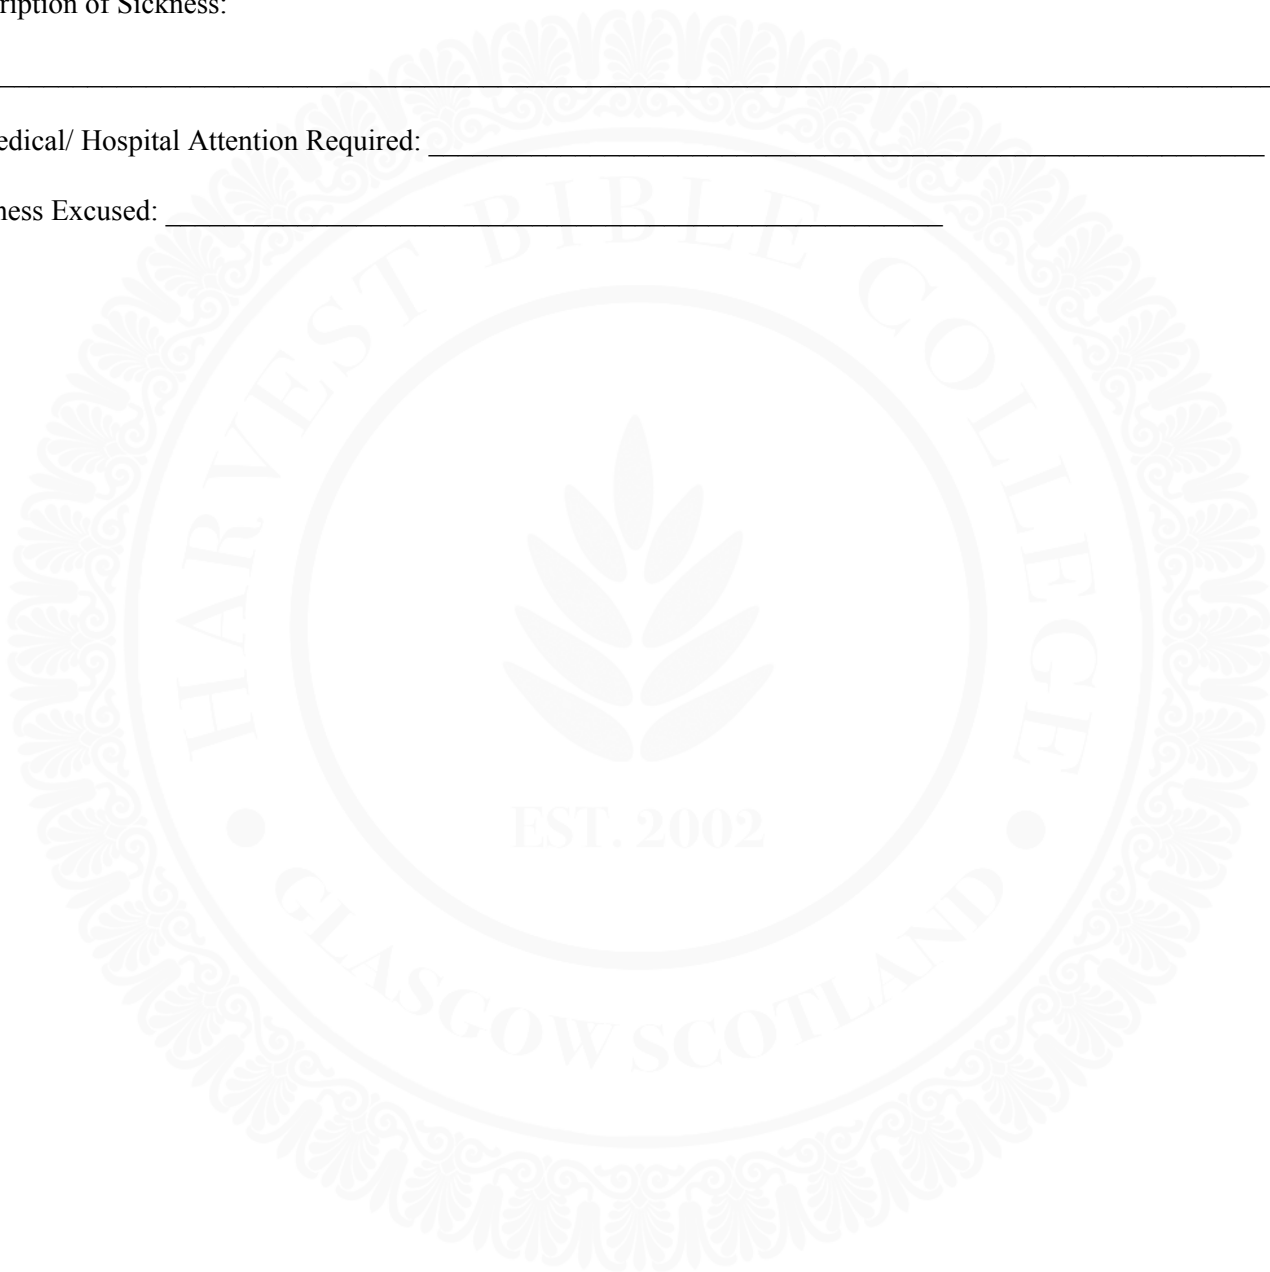 ription of Sickness:
edical/ Hospital Attention Required:
ness Excused:
HARVEST BIBLE COLLEGE
EST. 2002
GLASGOW SCOTLAND